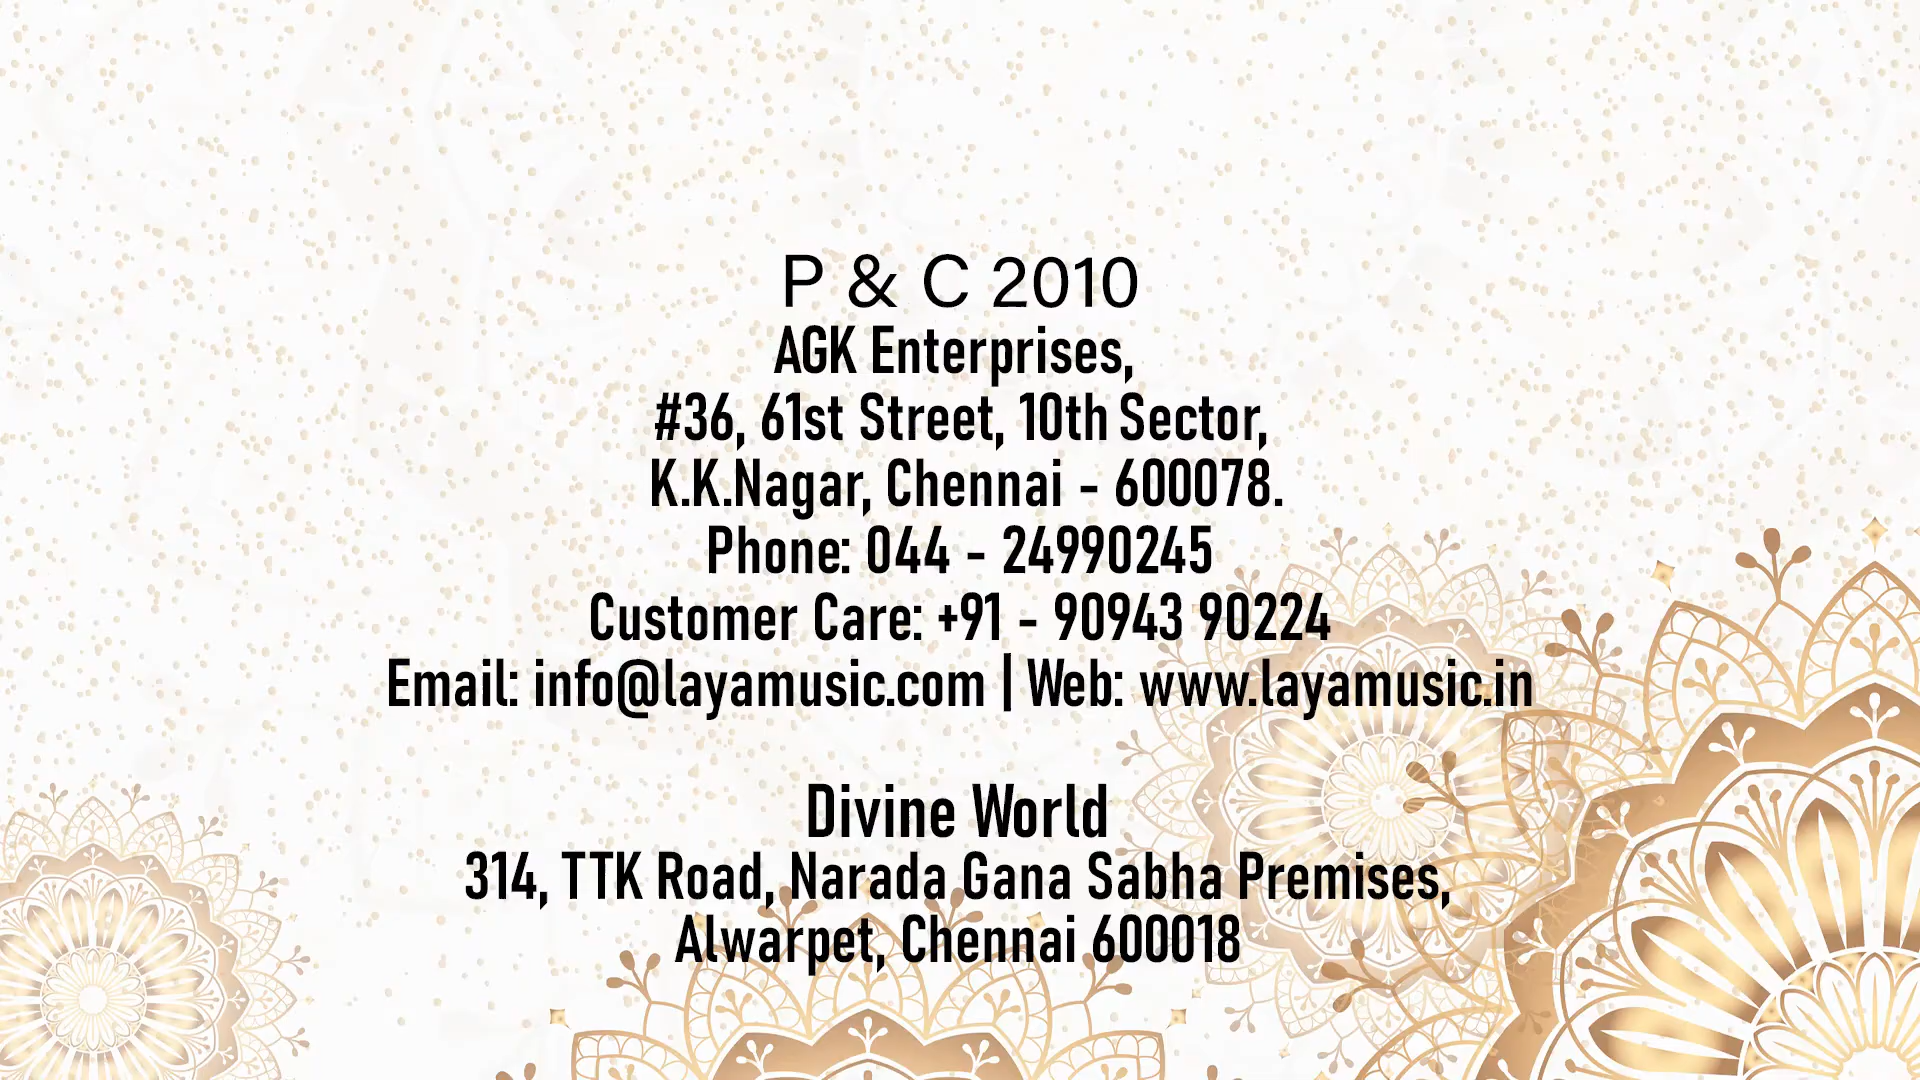 P & C 2010
AGK Enterprises,
#36, 61st Street, 10th Sector,
K.K.Nagar, Chennai - 600078.
Phone: 044 - 24990245
Customer Care: +91 - 90943 90224
Email: info@layamusic.com | Web: www.layamusic.in
Divine World
314, TTK Road, Narada Gana Sabha Premises,
Alwarpet, Chennai 600018